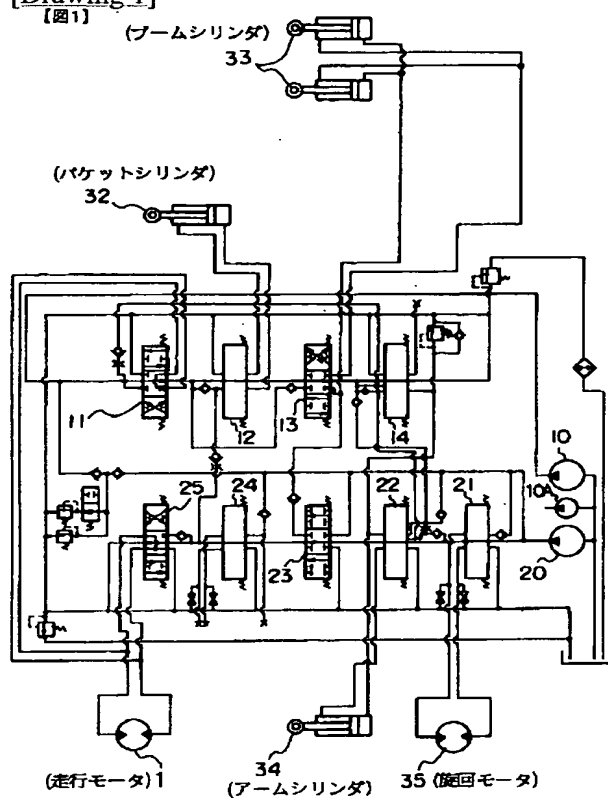 [Drawing 1]
【図1】
(ブームシリンダ)
33
(バケットシリンダ)
32
11
12
13
14
10
10A
20
25
24
23
22
21
34
(走行モータ)1
(アームシリンダ)
35(旋回モータ)